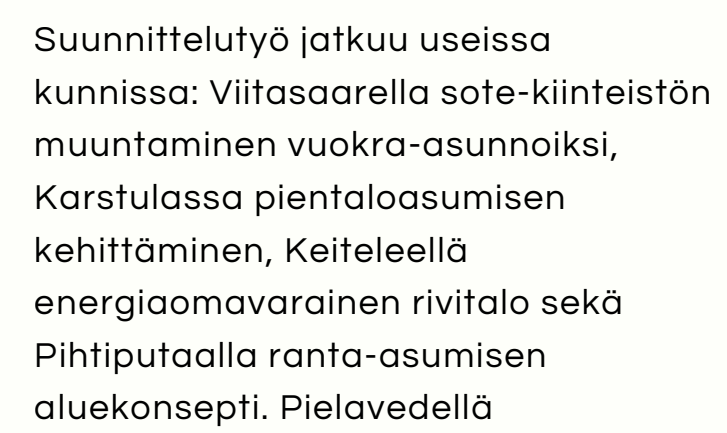 Suunnittelutyö jatkuu useissa
kunnissa: Viitasaarella sote-kiinteistön
muuntaminen vuokra-asunnoiksi,
Karstulassa pientaloasumisen
kehittäminen, Keiteleellä
energiaomavarainen rivitalo sekä
Pihtiputaalla ranta-asumisen
aluekonsepti. Pielavedellä